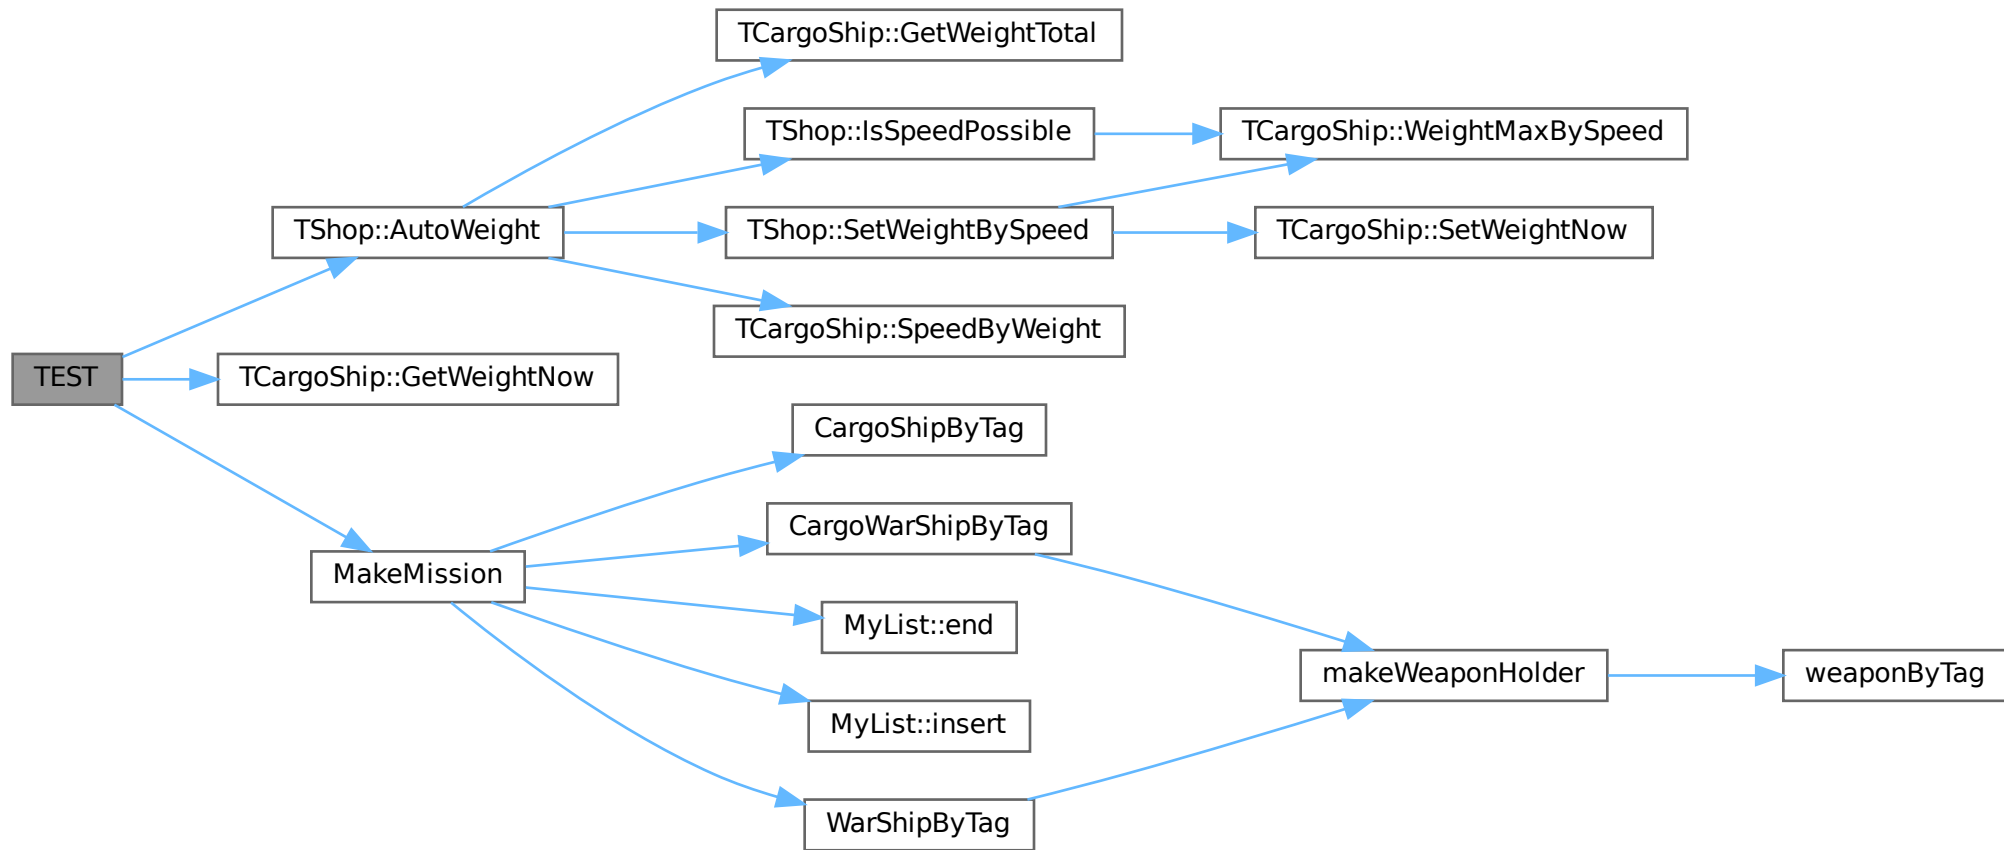 TCargoShip::GetWeightTotal
TShop::IsSpeedPossible
TCargoShip::WeightMaxBySpeed
TShop::AutoWeight
TShop::SetWeightBySpeed
TCargoShip::SetWeightNow
TCargoShip::SpeedByWeight
TEST
TCargoShip::GetWeightNow
CargoShipByTag
CargoWarShipByTag
MakeMission
MyList::end
makeWeaponHolder
weaponByTag
MyList::insert
WarShipByTag